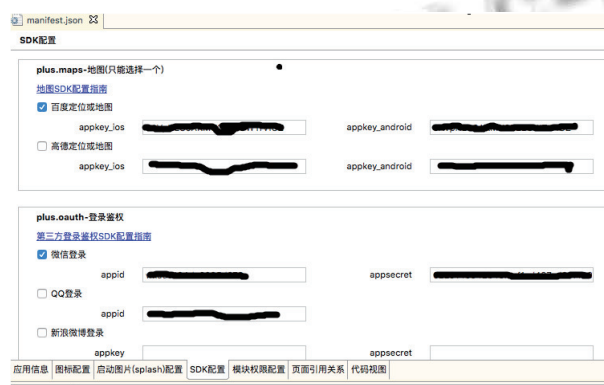 manifest.json
SDK配置
plus.maps-地图(只能选择一个)
地图SDK配置指南
百度定位或地图
appkey_ios appkey_android
高德定位或地图
appkey_ios appkey_android
plus.oauth-登录鉴权
第三方登录鉴权SDK配置指南
微信登录
appid appsecret
QQ登录
appid
新浪微博登录
appkey appsecret
应用信息 图标配置 启动图片(splash)配置 SDK配置 模块权限配置 页面引用关系 代码视图